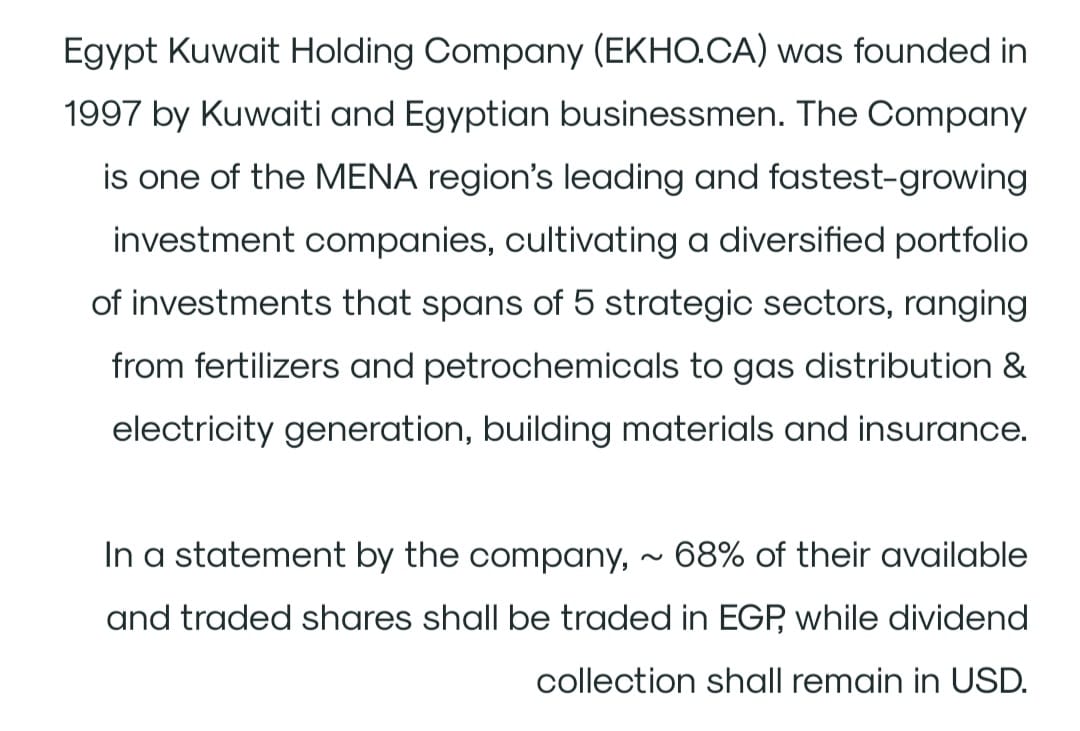 Egypt Kuwait Holding Company (EKHO.CA) was founded in
1997 by Kuwaiti and Egyptian businessmen. The Company
is one of the MENA region's leading and fastest-growing
investment companies, cultivating a diversified portfolio
of investments that spans of 5 strategic sectors, ranging
from fertilizers and petrochemicals to gas distribution &
electricity generation, building materials and insurance.
In a statement by the company, ~ 68% of their available
and traded shares shall be traded in EGP, while dividend
collection shall remain in USD.